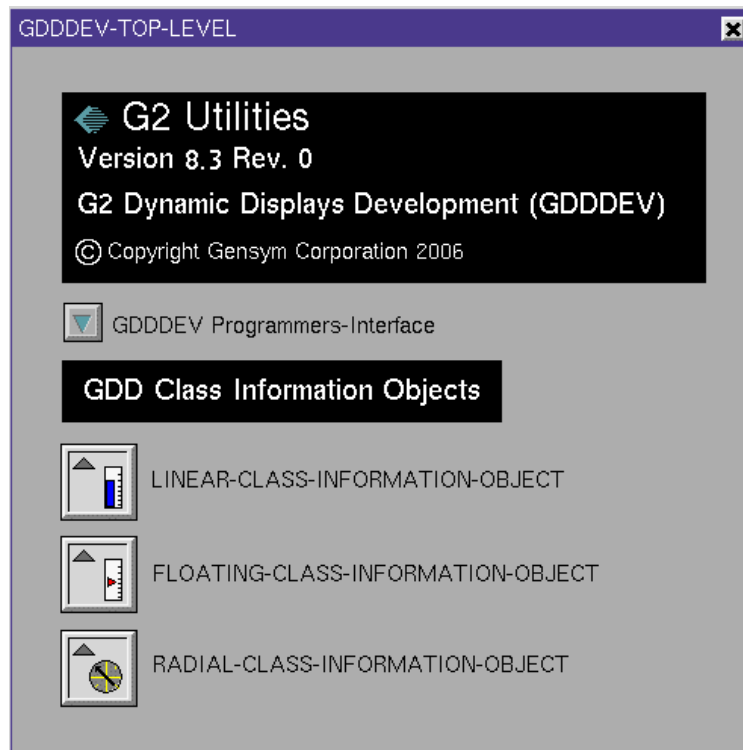 GDDDEV-TOP-LEVEL
G2 Utilities
Version 8.3 Rev. 0
G2 Dynamic Displays Development (GDDDEV)
© Copyright Gensym Corporation 2006
GDDDEV Programmers-Interface
GDD Class Information Objects
LINEAR-CLASS-INFORMATION-OBJECT
FLOATING-CLASS-INFORMATION-OBJECT
RADIAL-CLASS-INFORMATION-OBJECT